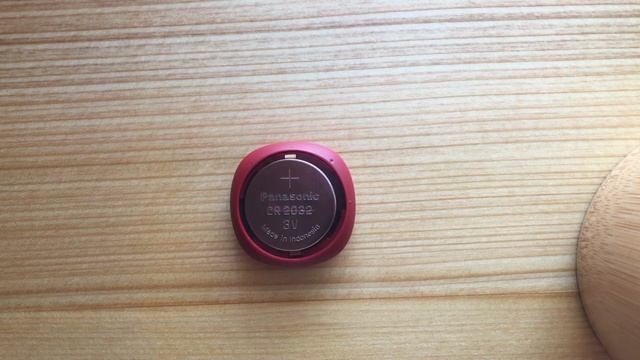 +
Panasonic
CR2032
3V
Made in Indonesia